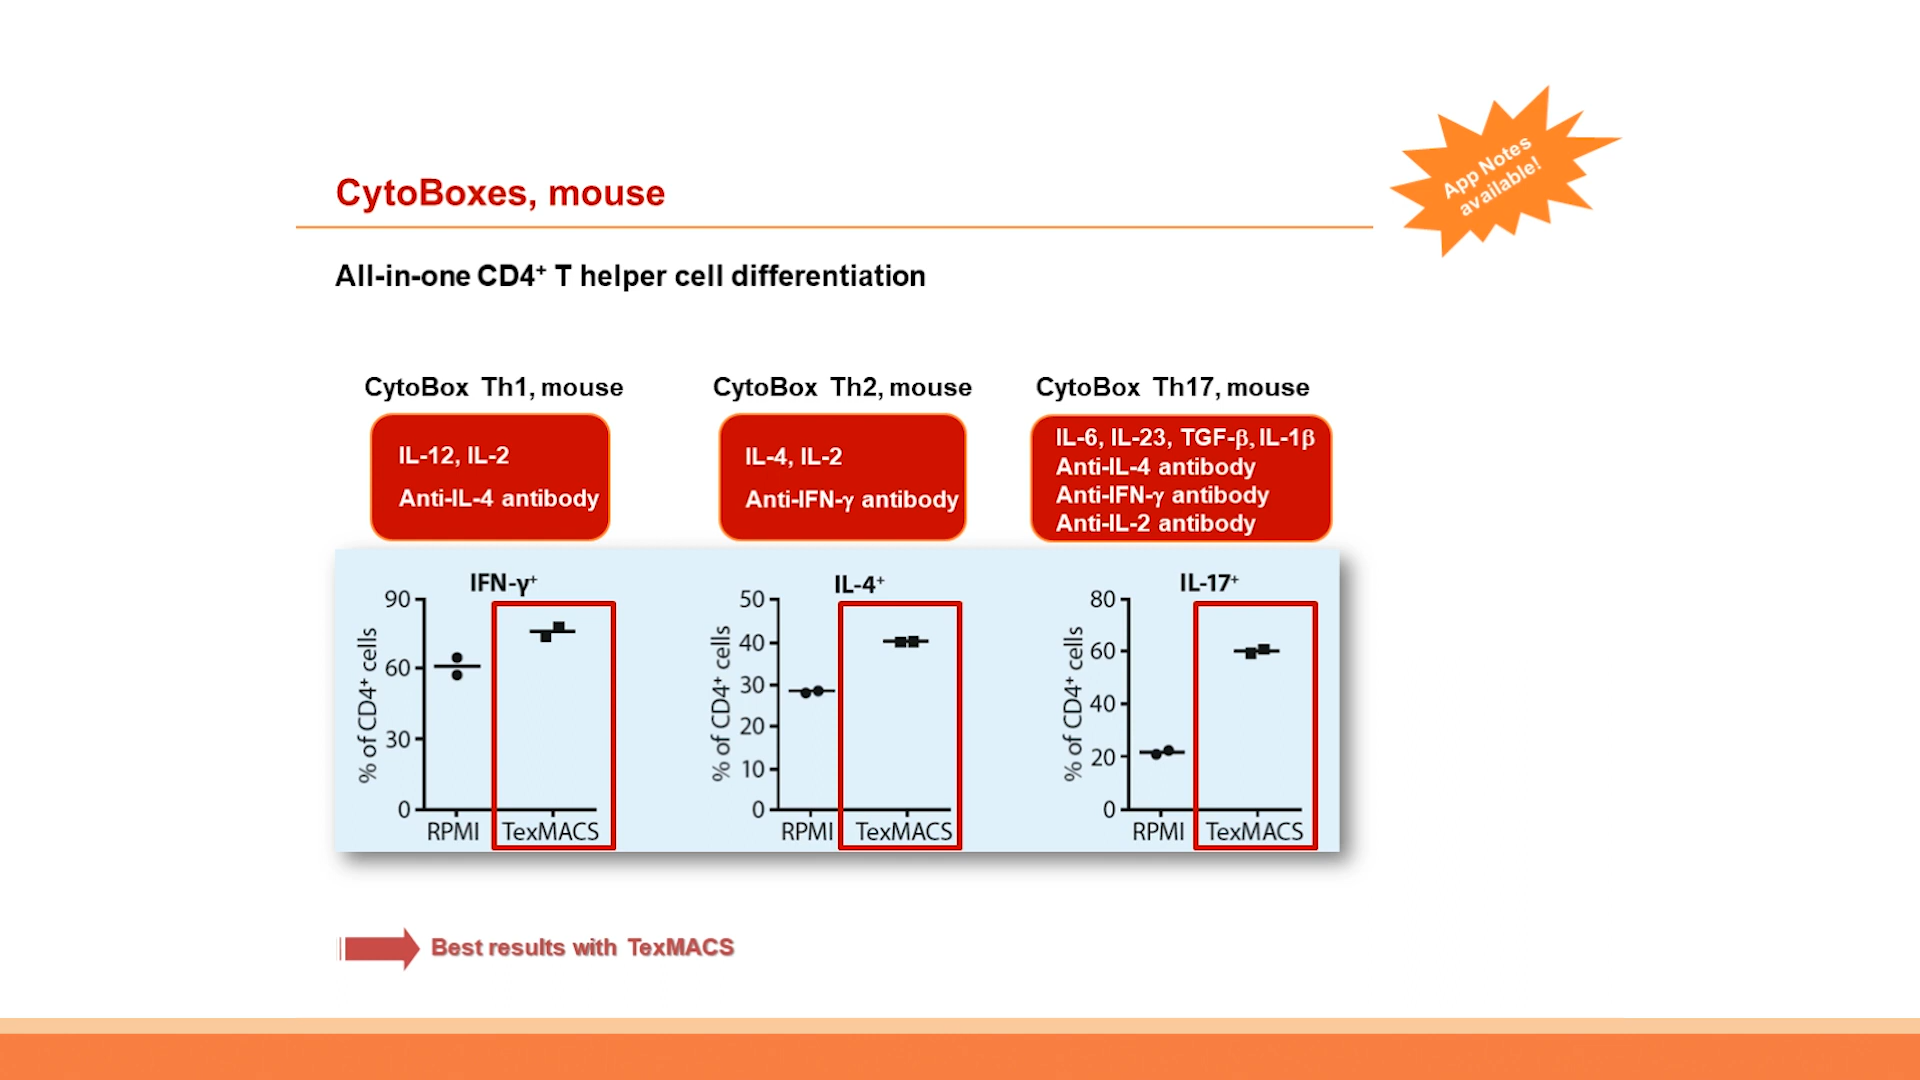 App Notes
available!
CytoBoxes, mouse
All-in-one CD4⁺ T helper cell differentiation
CytoBox Th1, mouse
IL-12, IL-2
Anti-IL-4 antibody
CytoBox Th2, mouse
IL-4, IL-2
Anti-IFN-γ antibody
CytoBox Th17, mouse
IL-6, IL-23, TGF-β, IL-1β
Anti-IL-4 antibody
Anti-IFN-γ antibody
Anti-IL-2 antibody
IFN-γ⁺
% of CD4⁺ cells
90
60
30
0
RPMI TexMACS
IL-4⁺
% of CD4⁺ cells
50
40
30
20
10
0
RPMI TexMACS
IL-17⁺
% of CD4⁺ cells
80
60
40
20
0
RPMI TexMACS
Best results with TexMACS